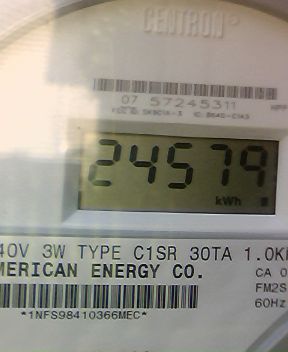 CENTRON®
07 57245311
24579
kWh
40V 3W TYPE C1SR 30TA 1.0K
MERICAN ENERGY CO.
CA 0
FM2S
60Hz
*1NFS98410366MEC*